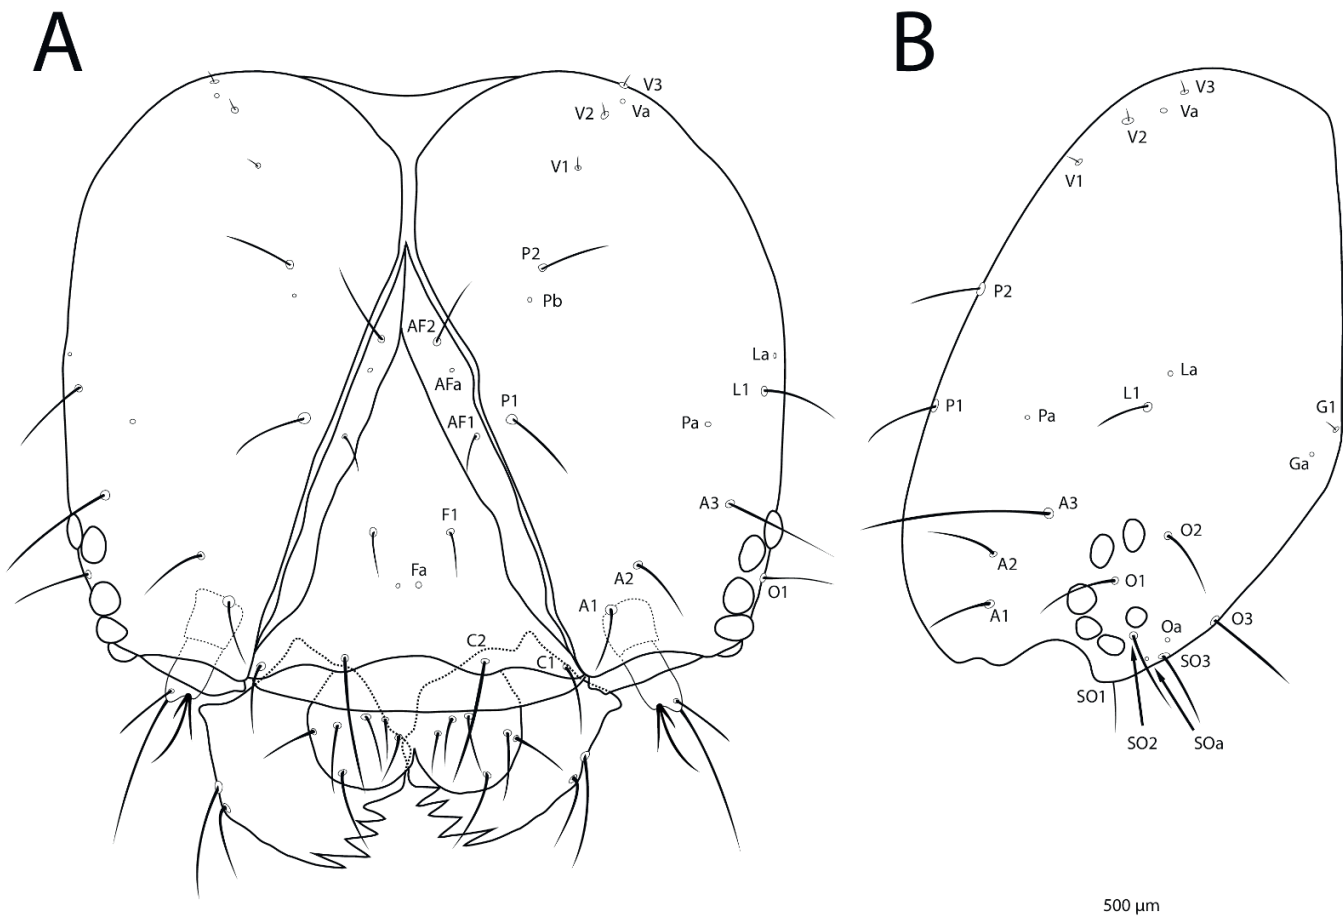 A
V3
V2
Va
V1
P2
Pb
AF2
La
AFa
L1
P1
AF1
Pa
A3
F1
Fa
A2
O1
A1
C2
C1
B
V3
Va
V2
V1
P2
La
L1
P1
Pa
G1
Ga
A3
O2
A2
O1
A1
Oa
O3
SO3
SO1
SO2
SOa
500 µm